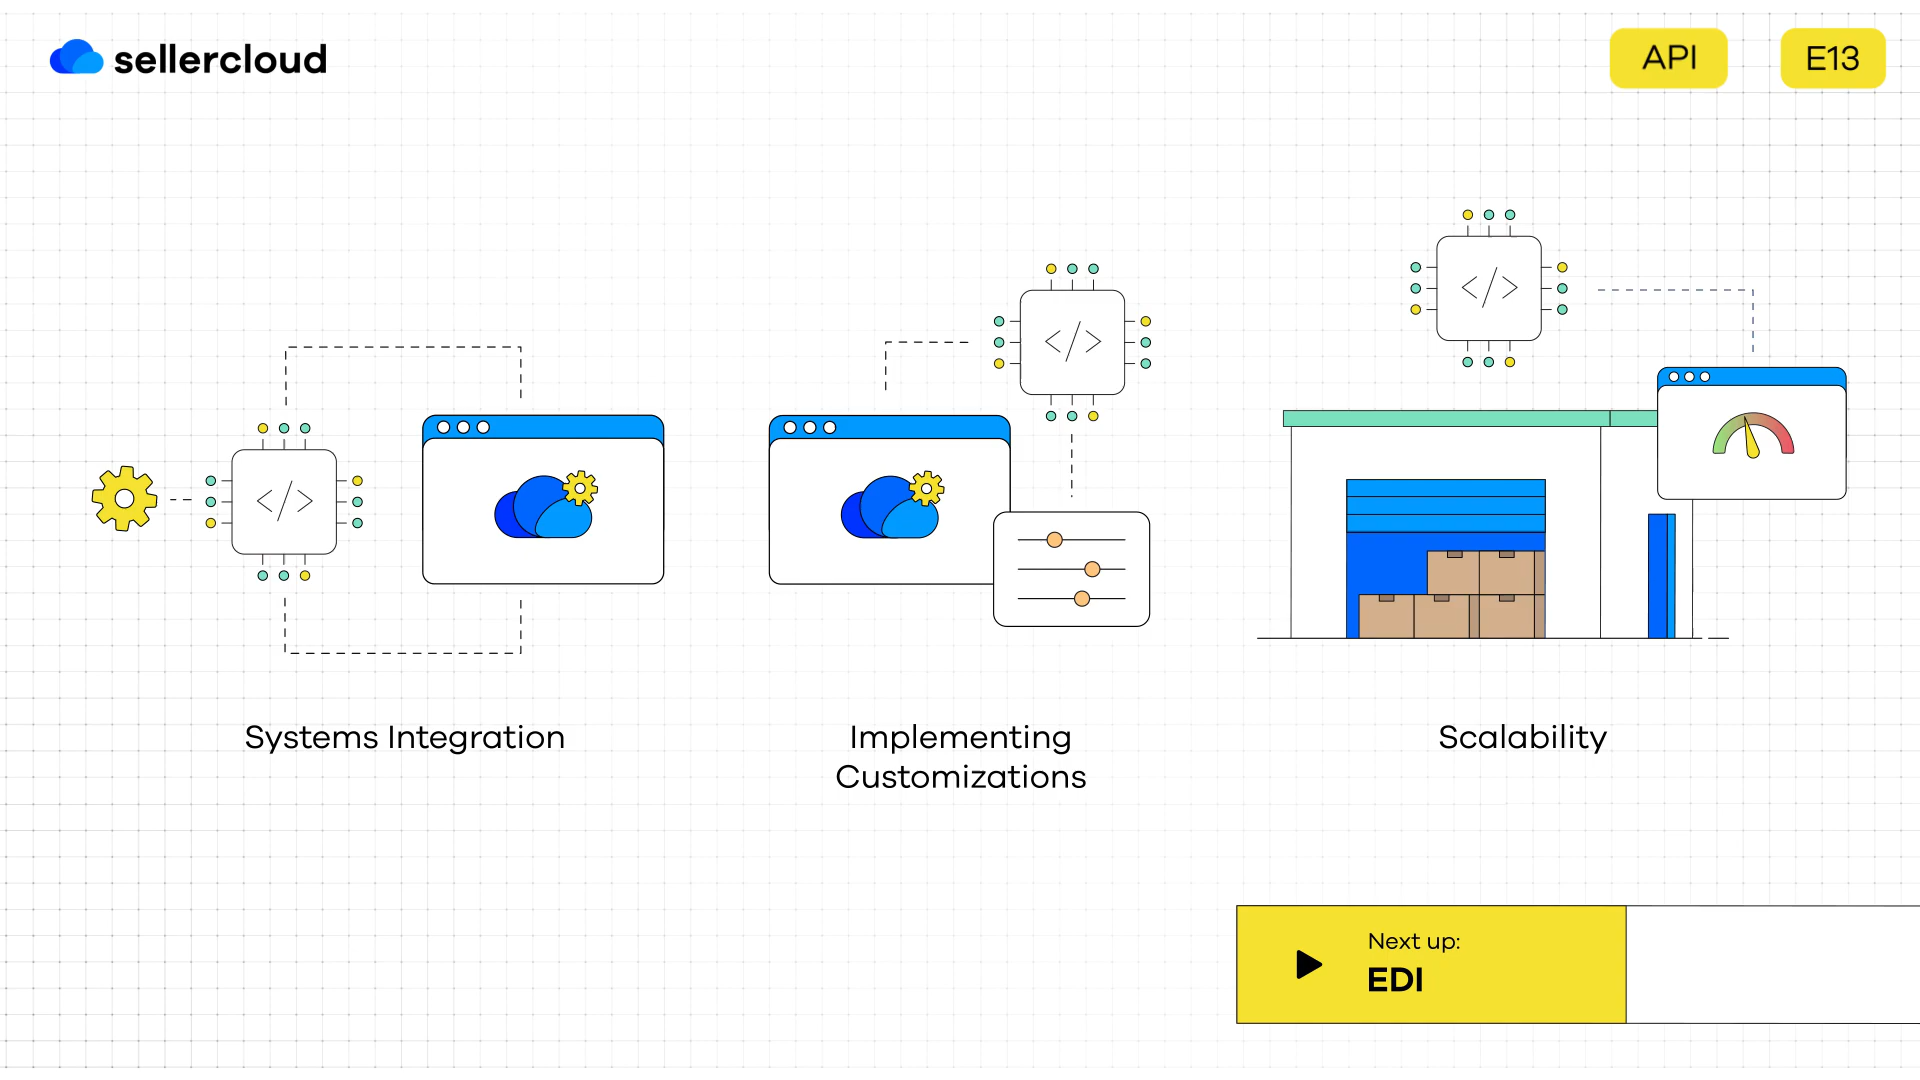 sellercloud
API
E13
</>
</>
</>
Systems Integration
Implementing
Customizations
Scalability
Next up:
EDI